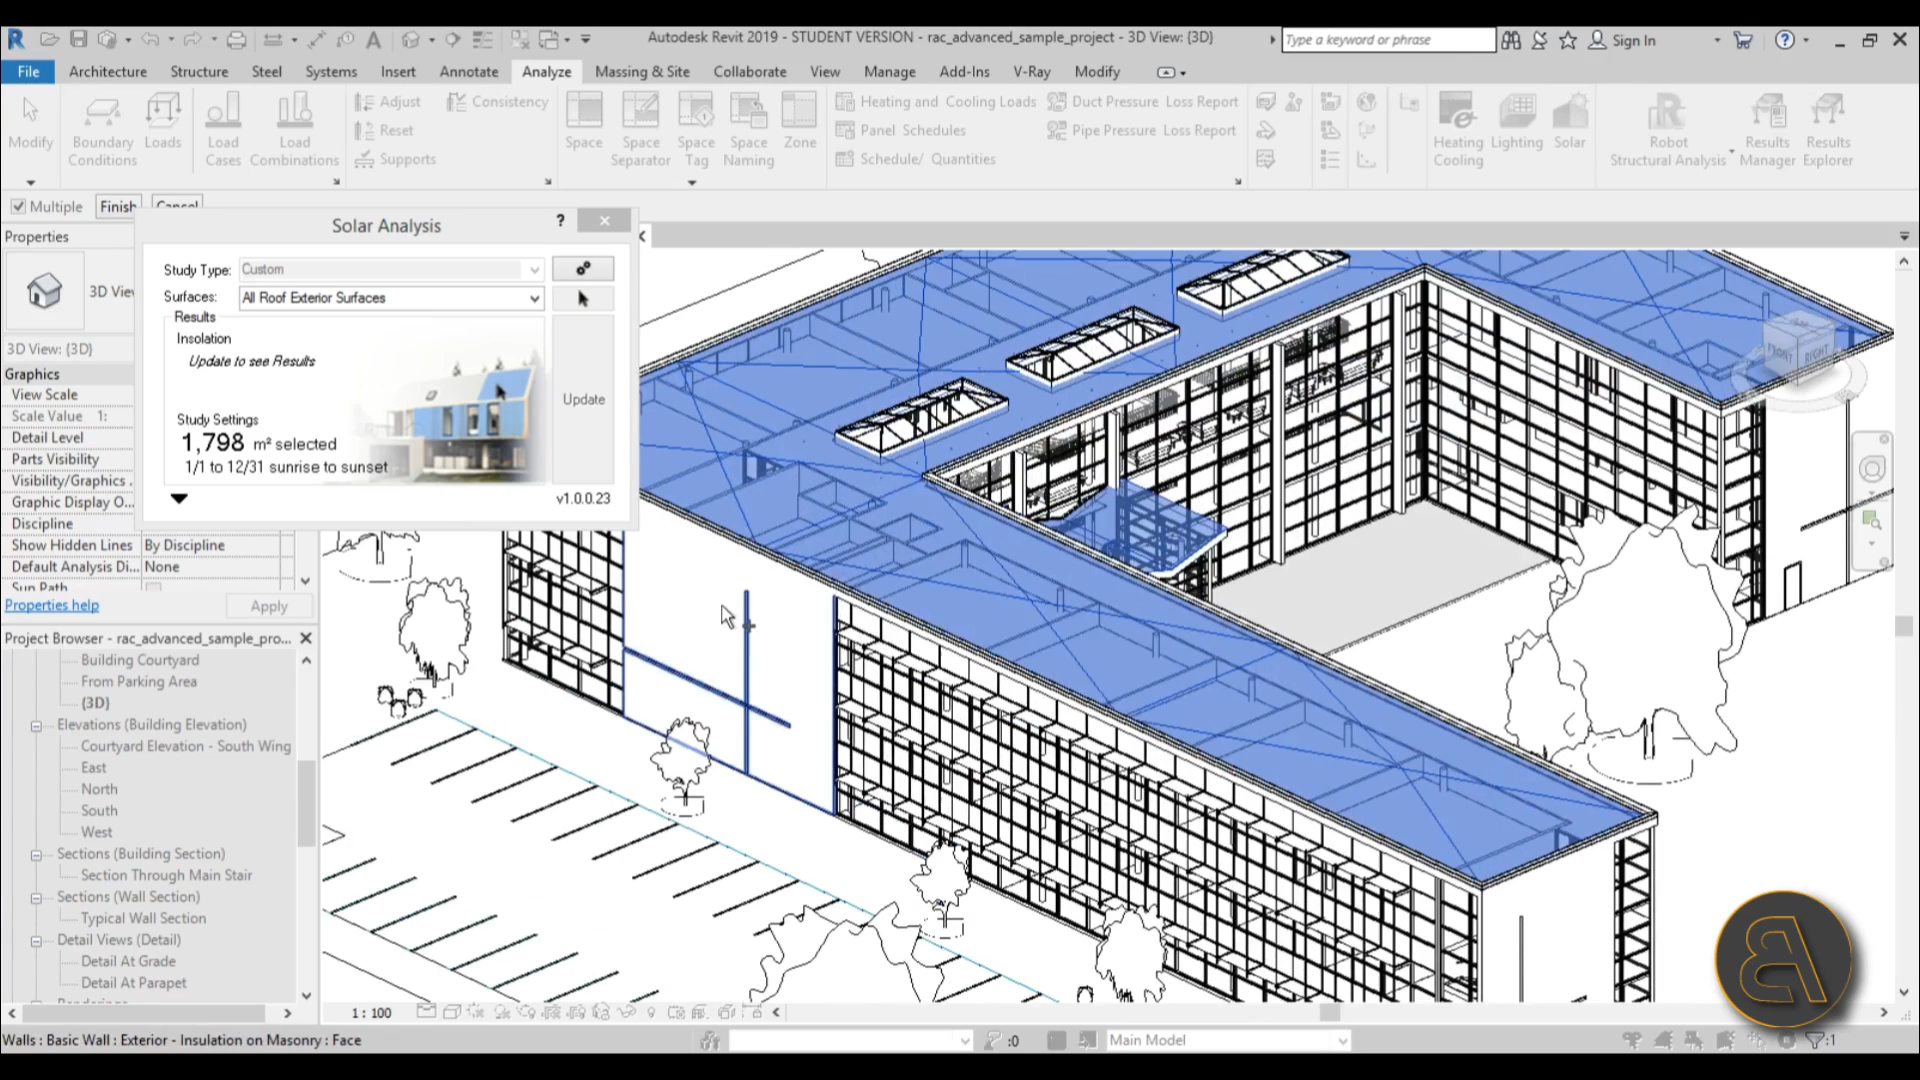 Autodesk Revit 2019 - STUDENT VERSION - rac_advanced_sample_project - 3D View: {3D}
Type a keyword or phrase
Sign In
File Architecture Structure Steel Systems Insert Annotate Analyze Massing & Site Collaborate View Manage Add-Ins V-Ray Modify
Modify
Boundary Conditions
Loads
Load Cases
Load Combinations
Adjust
Reset
Supports
Consistency
Space
Space Separator
Space Tag
Space Naming
Zone
Heating and Cooling Loads
Panel Schedules
Schedule/ Quantities
Duct Pressure Loss Report
Pipe Pressure Loss Report
Heating Cooling
Lighting
Solar
Robot Structural Analysis
Results Manager
Results Explorer
Multiple Finish Cancel
Properties
3D Vie
3D View: {3D}
Graphics
View Scale
Scale Value 1:
Detail Level
Parts Visibility
Visibility/Graphics .
Graphic Display O...
Discipline
Show Hidden Lines By Discipline
Default Analysis Di... None
Sun Path
Properties help Apply
Solar Analysis
?
Study Type: Custom
Surfaces: All Roof Exterior Surfaces
Results
Insolation
Update to see Results
Study Settings
1,798 m² selected
1/1 to 12/31 sunrise to sunset
Update
v1.0.0.23
Project Browser - rac_advanced_sample_pro...
Building Courtyard
From Parking Area
{3D}
Elevations (Building Elevation)
Courtyard Elevation - South Wing
East
North
South
West
Sections (Building Section)
Section Through Main Stair
Sections (Wall Section)
Typical Wall Section
Detail Views (Detail)
Detail At Grade
Detail At Parapet
Renderings
FRONT RIGHT
1 : 100
Walls : Basic Wall : Exterior - Insulation on Masonry : Face
:0
Main Model
:1